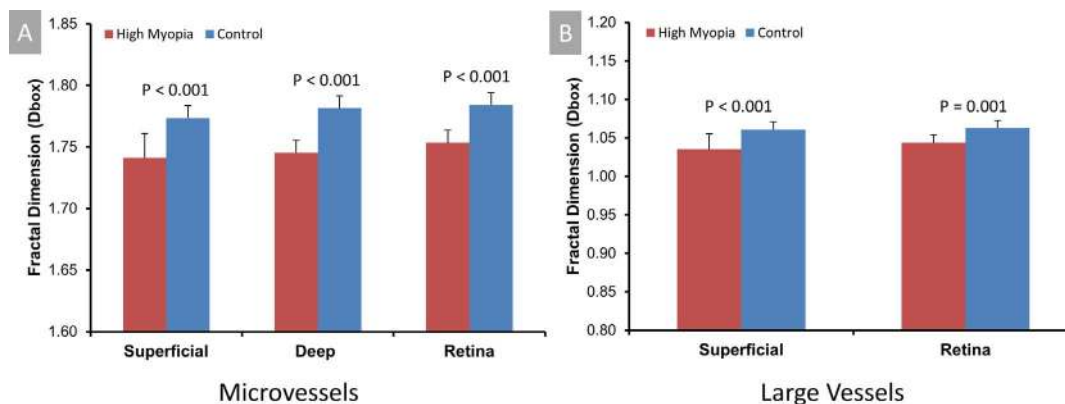 A
High Myopia Control
Fractal Dimension (Dbox)
1.85
1.80
1.75
1.70
1.65
1.60
P < 0.001
P < 0.001
P < 0.001
Superficial Deep Retina
Microvessels
B
High Myopia Control
Fractal Dimension (Dbox)
1.20
1.15
1.10
1.05
1.00
0.95
0.90
0.85
0.80
P < 0.001
P = 0.001
Superficial Retina
Large Vessels